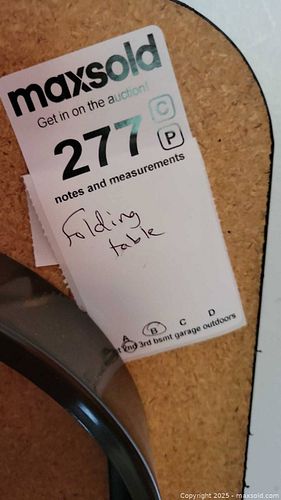 maxsold
Get in on the auction!
277 C P
notes and measurements
Folding
table
A B C D
2nd 3rd bsmt garage outdoors
Copyright © 2025 - maxsold.com